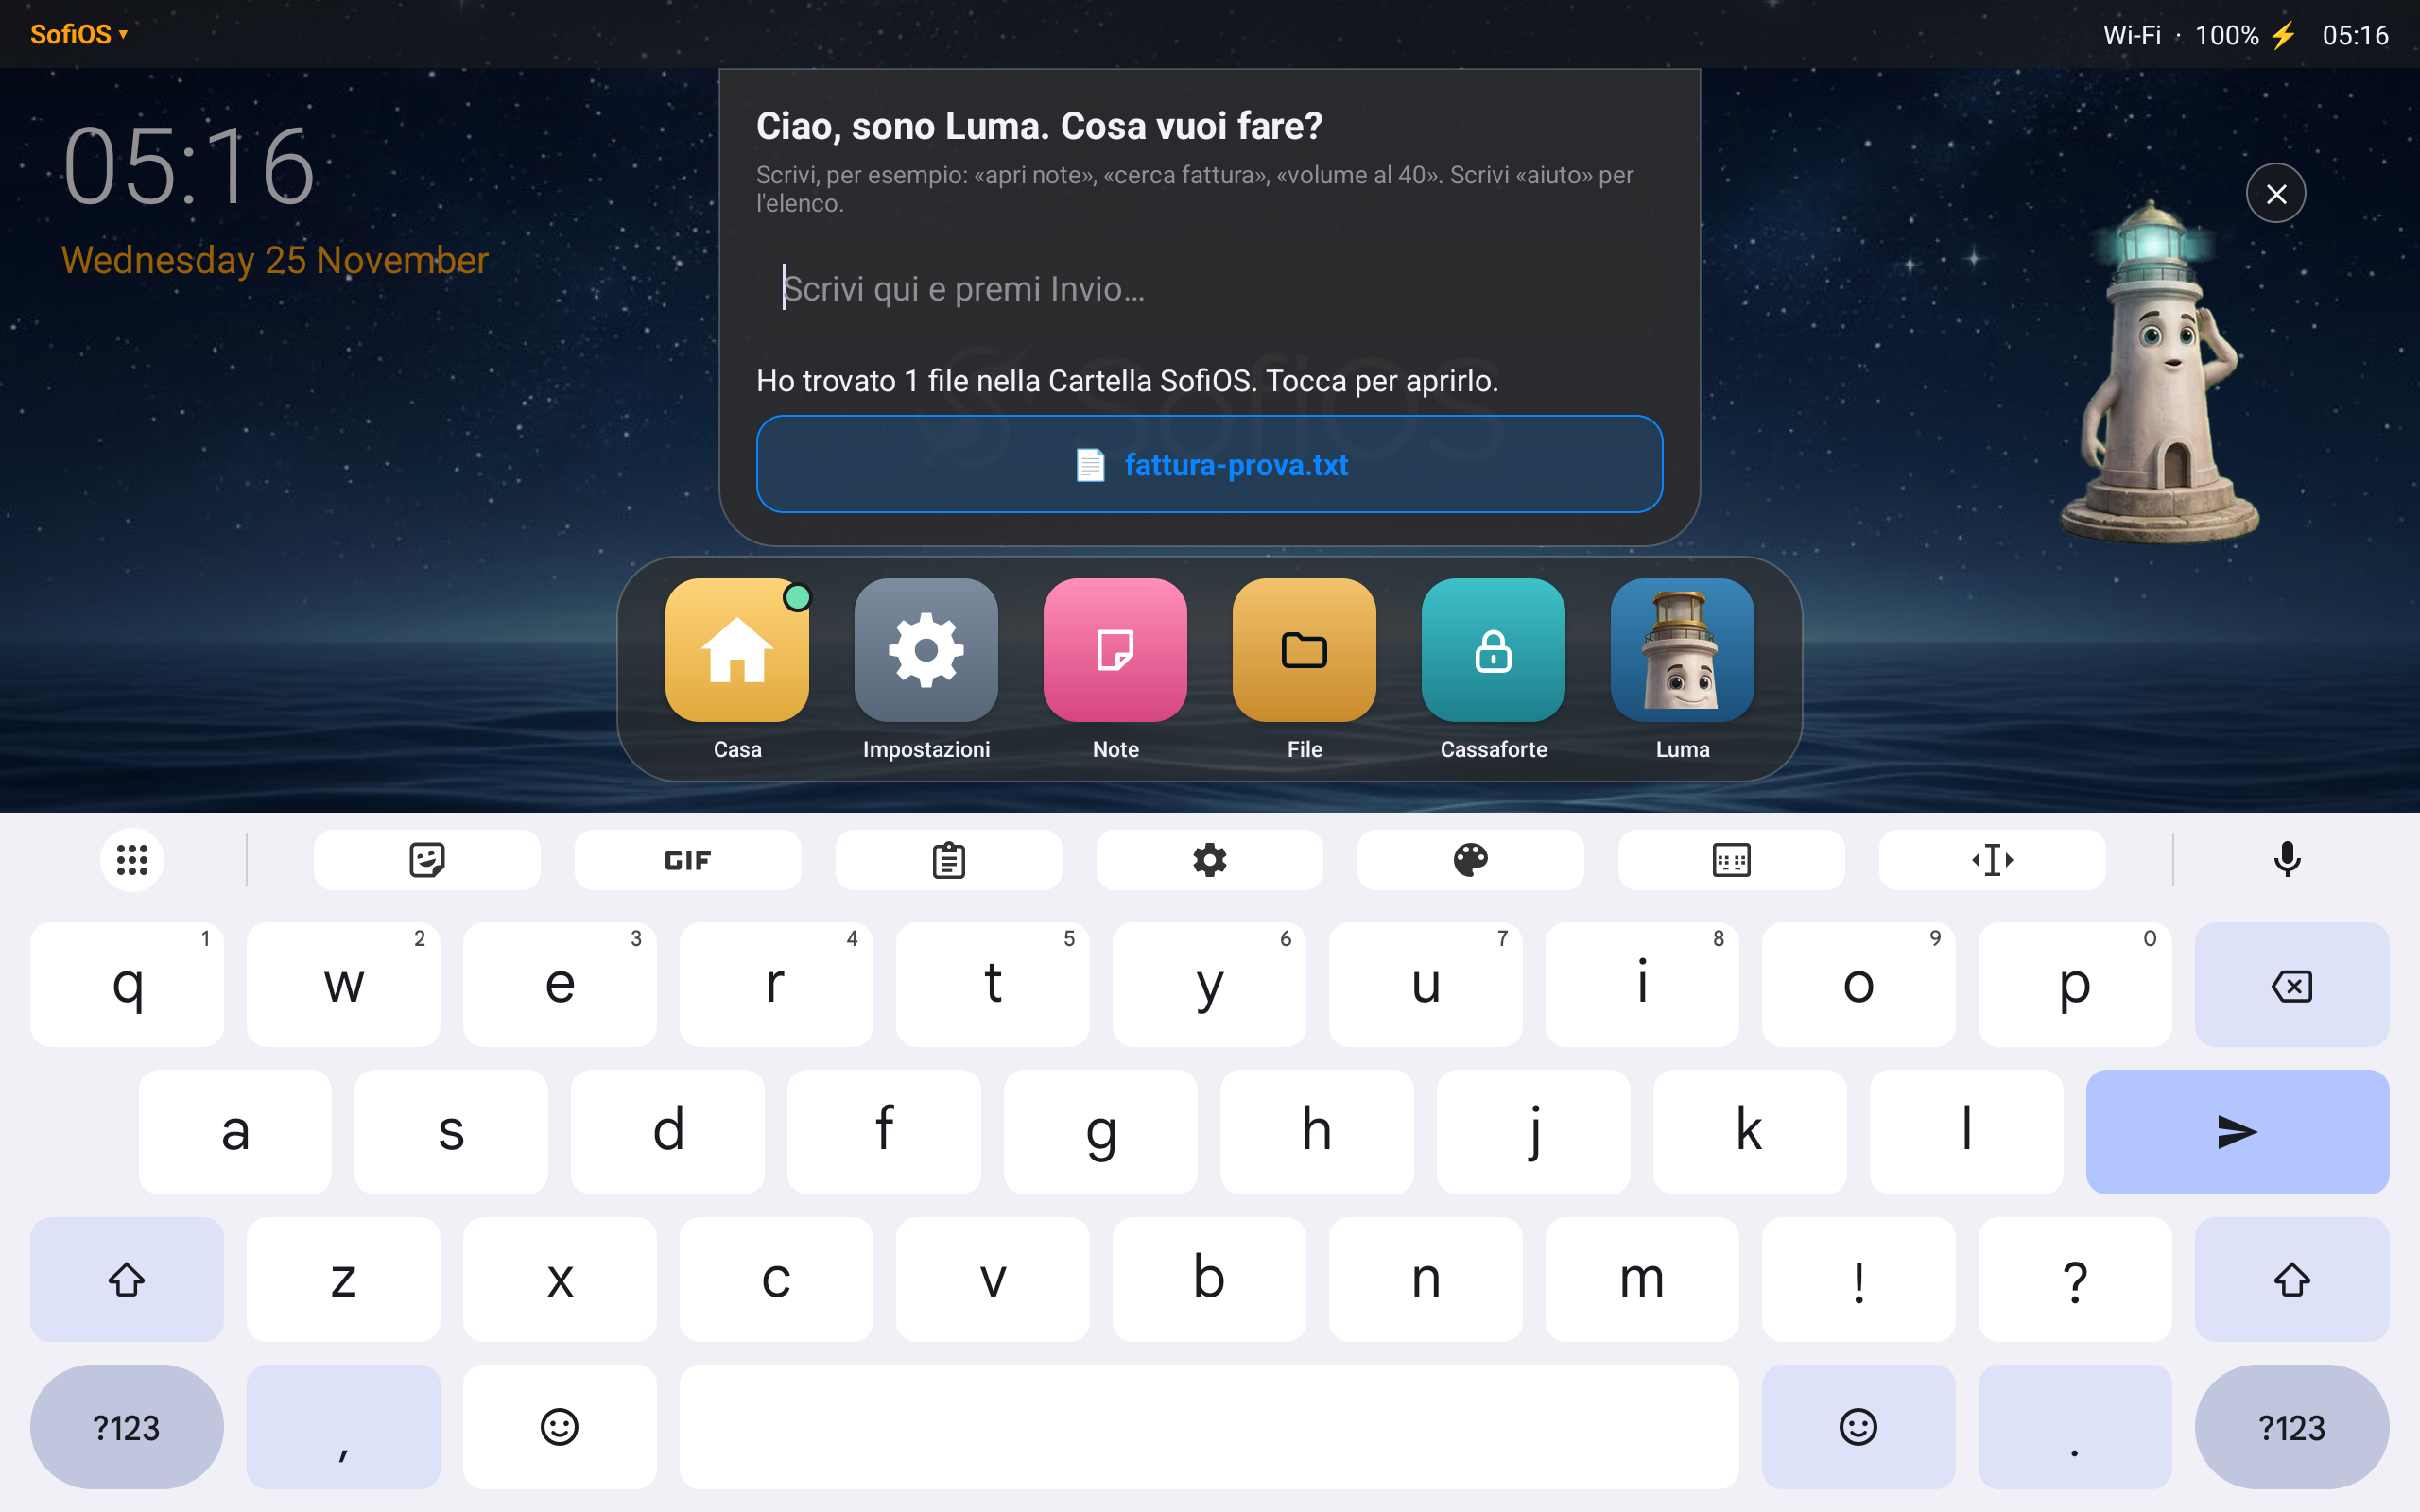 SofiOS ▾
Wi-Fi · 100% ⚡ 05:16
05:16
Wednesday 25 November
Ciao, sono Luma. Cosa vuoi fare?
Scrivi, per esempio: «apri note», «cerca fattura», «volume al 40». Scrivi «aiuto» per
l'elenco.
Scrivi qui e premi Invio…
Ho trovato 1 file nella Cartella SofiOS. Tocca per aprirlo.
SofiOS
fattura-prova.txt
Casa Impostazioni Note File Cassaforte Luma
GIF
q 1 w 2 e 3 r 4 t 5 y 6 u 7 i 8 o 9 p 0
a s d f g h j k l
z x c v b n m ! ?
?123 , . ?123